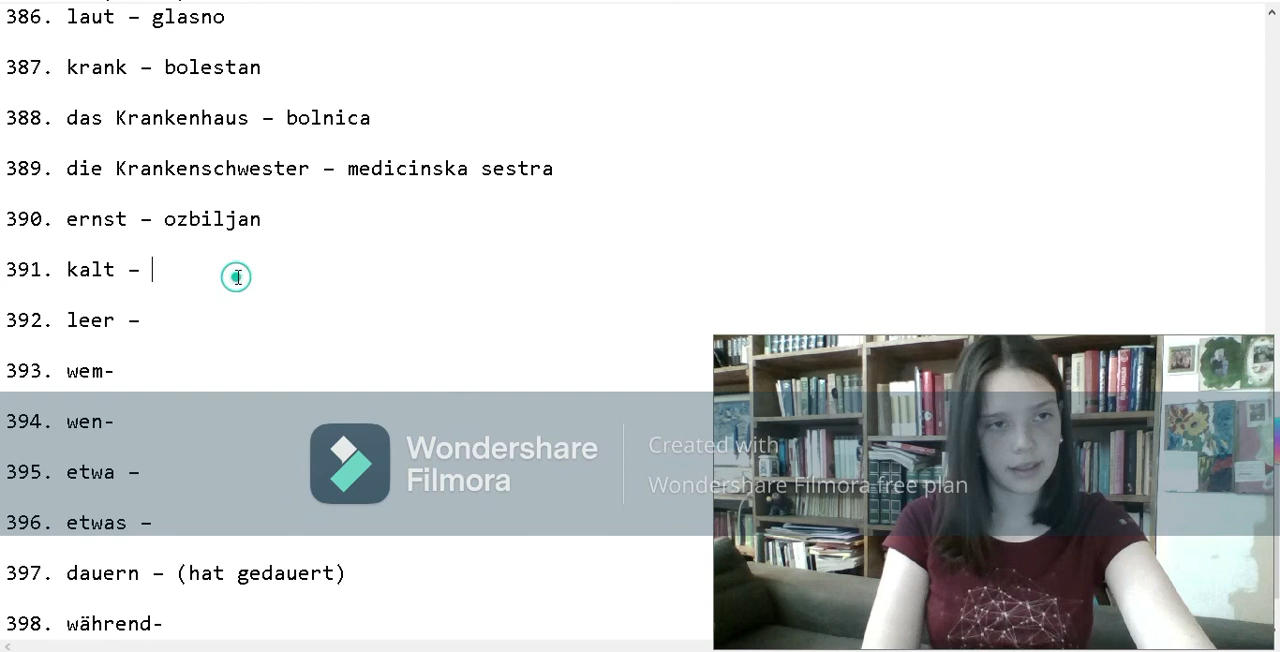 386. laut – glasno
387. krank – bolestan
388. das Krankenhaus – bolnica
389. die Krankenschwester – medicinska sestra
390. ernst – ozbiljan
391. kalt –
392. leer –
393. wem-
394. wen-
395. etwa –
396. etwas –
397. dauern – (hat gedauert)
398. während-
Wondershare
Filmora
Created with
Wondershare Filmora free plan